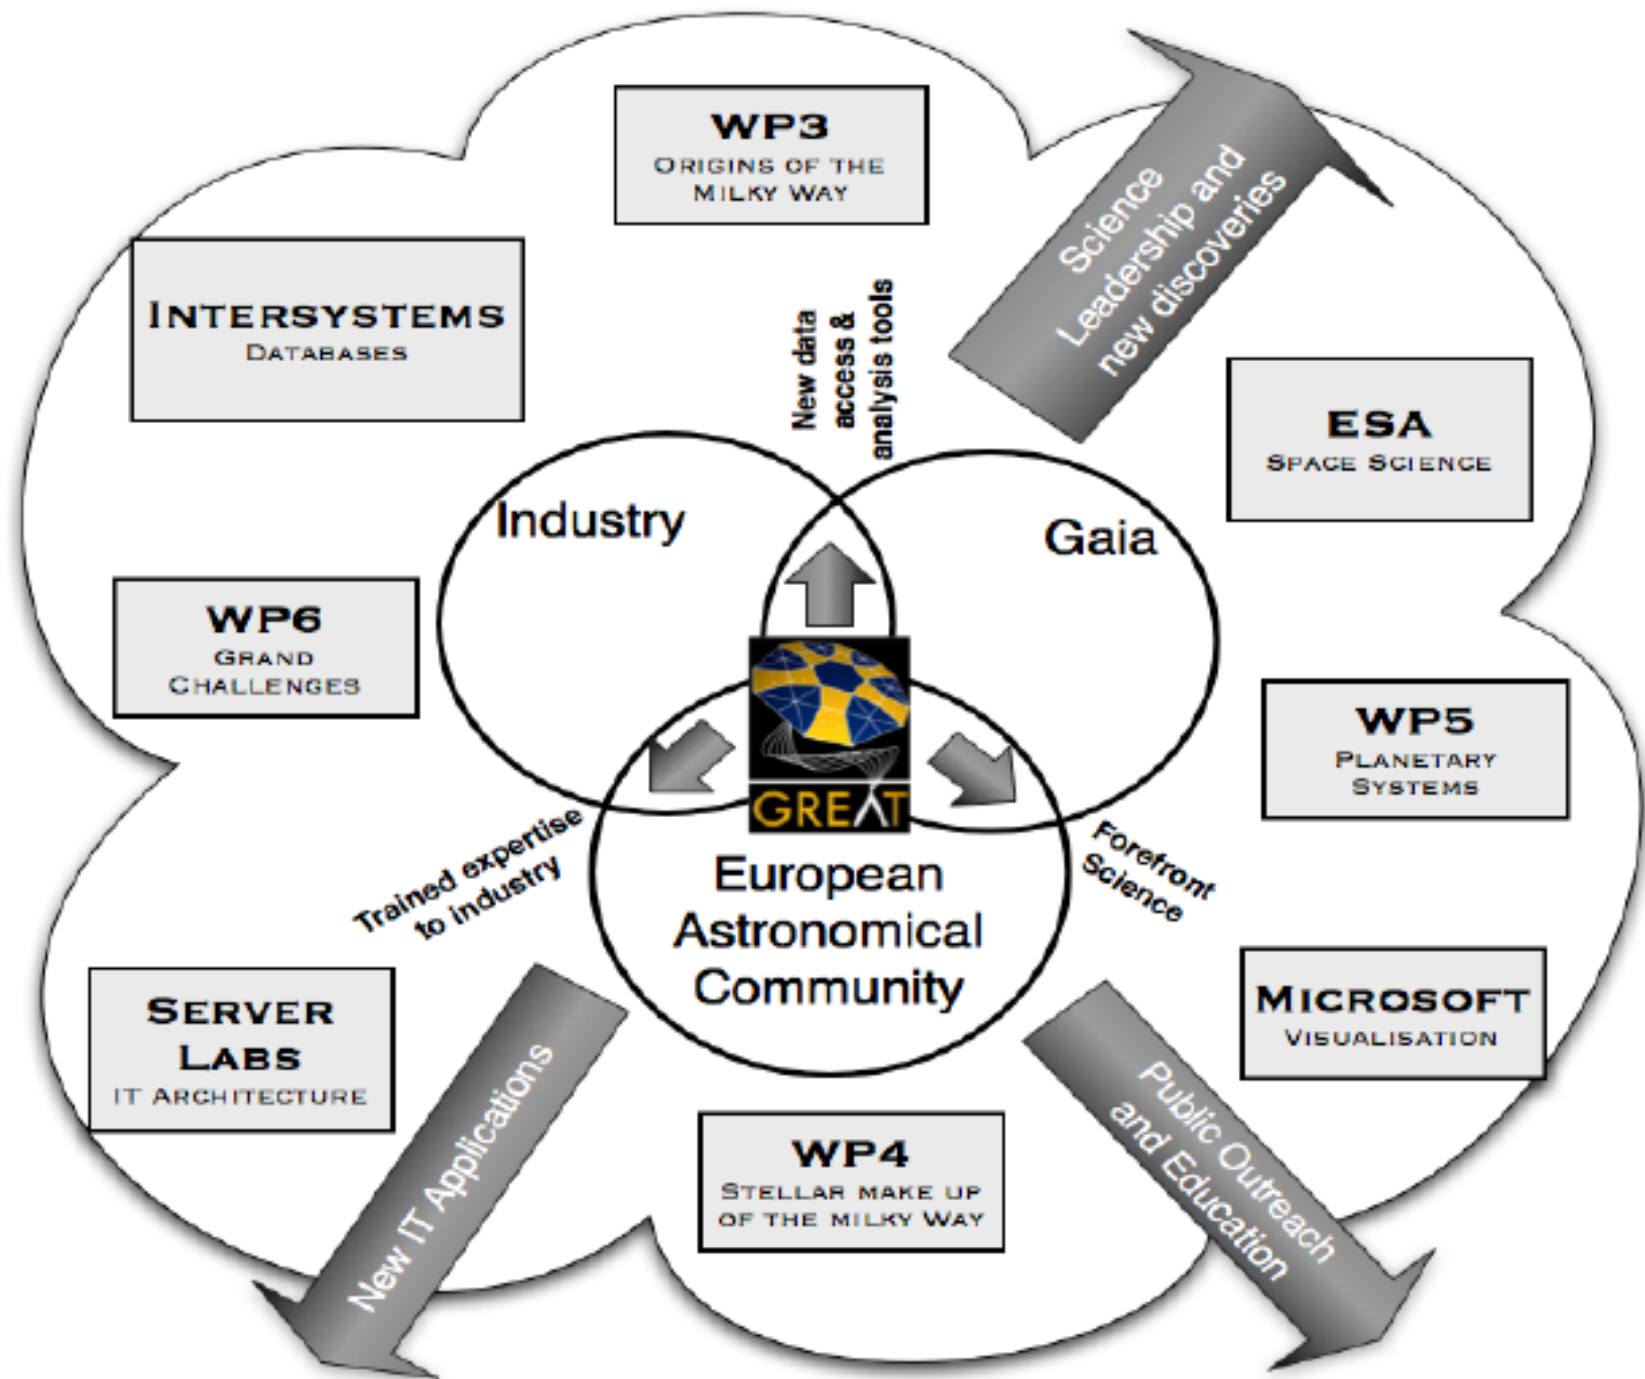 WP3
ORIGINS OF THE
MILKY WAY
INTERSYSTEMS
DATABASES
New data
access &
analysis tools
Science
Leadership and
new discoveries
ESA
SPACE SCIENCE
Industry
Gaia
WP6
GRAND
CHALLENGES
WP5
PLANETARY
SYSTEMS
GREAT
Trained expertise
to industry
Forefront
Science
European
Astronomical
Community
SERVER
LABS
IT ARCHITECTURE
MICROSOFT
VISUALISATION
New IT Applications
WP4
STELLAR MAKE UP
OF THE MILKY WAY
Public Outreach
and Education